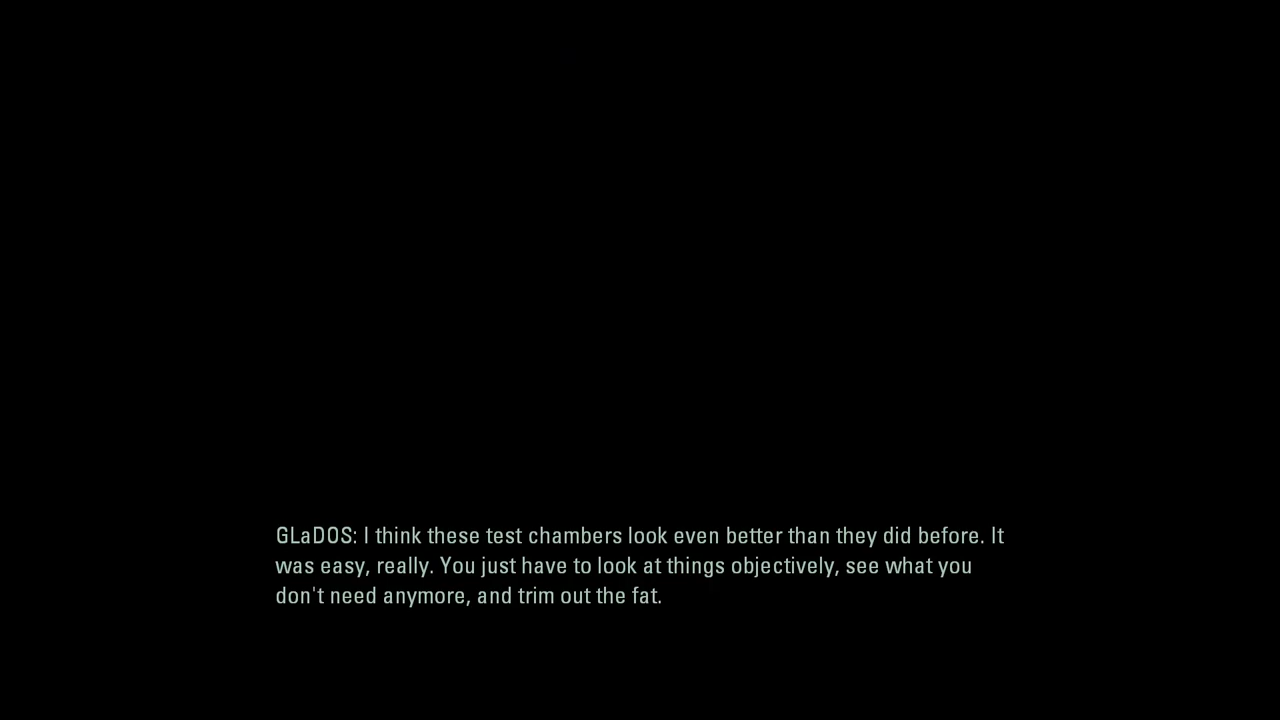 GLaDOS: I think these test chambers look even better than they did before. It
was easy, really. You just have to look at things objectively, see what you
don't need anymore, and trim out the fat.